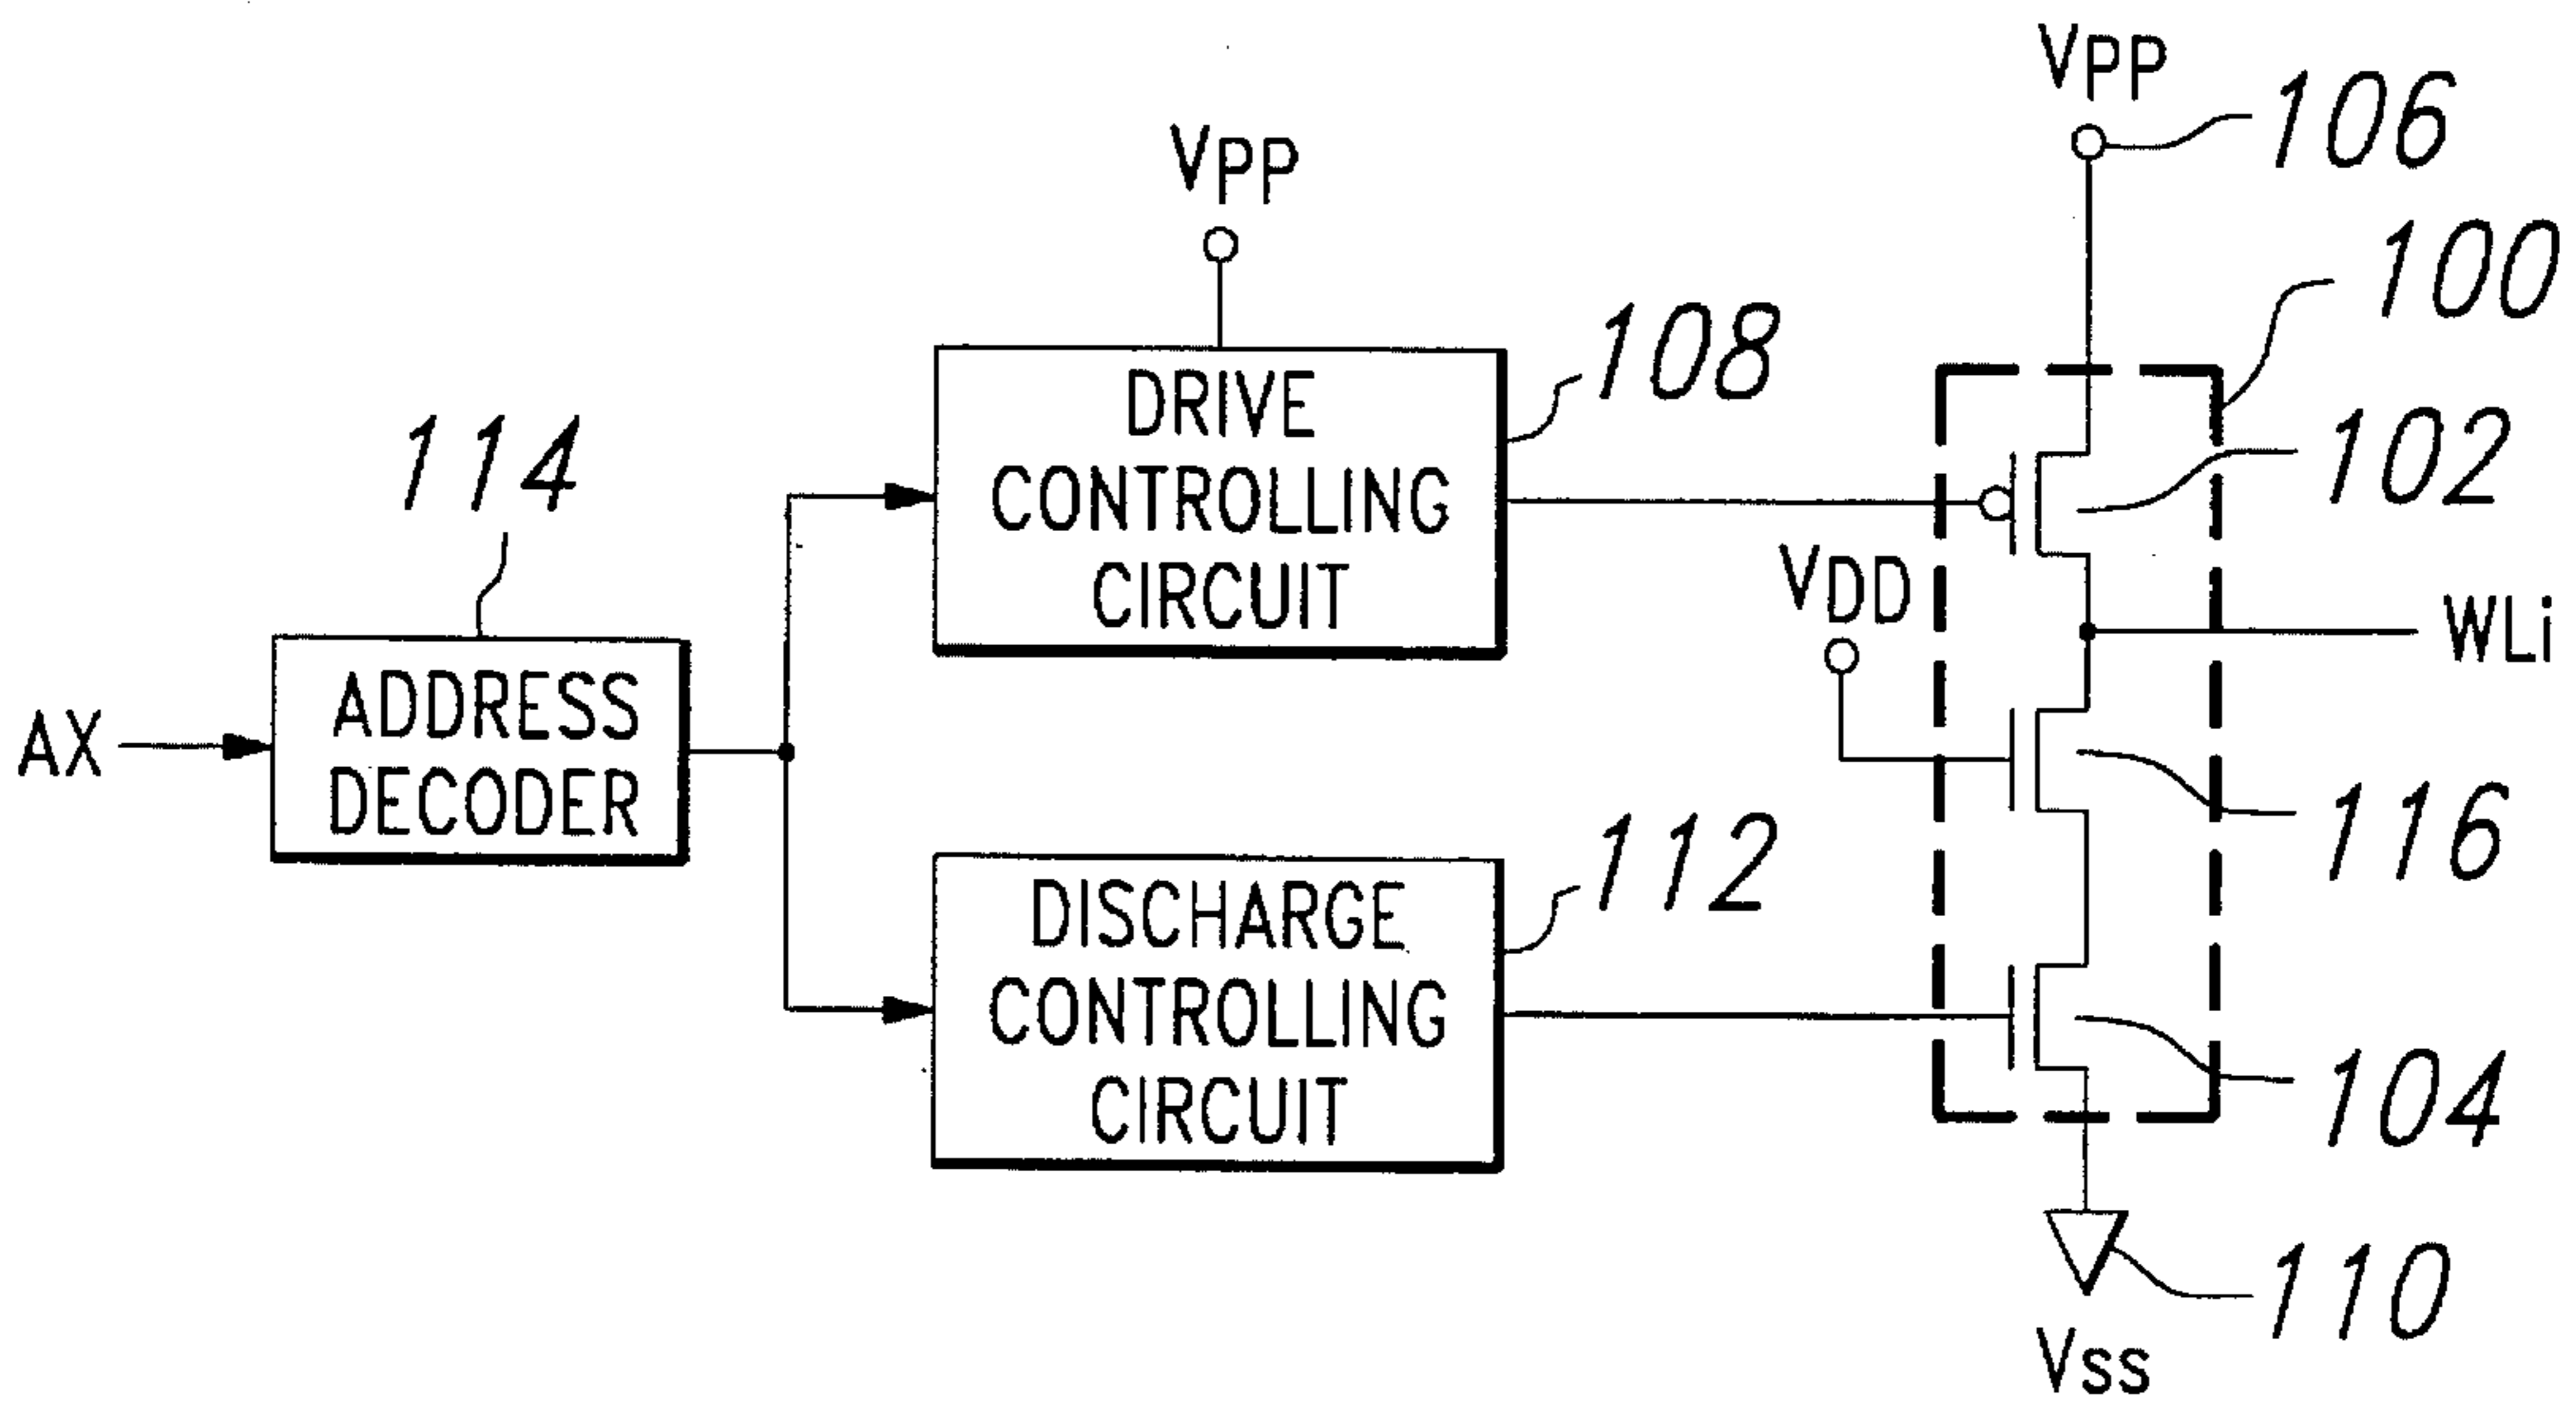 VPP
106
VPP
100
108
DRIVE
CONTROLLING
CIRCUIT
102
114
VDD
WLi
ADDRESS
DECODER
AX
116
112
DISCHARGE
CONTROLLING
CIRCUIT
104
110
VSS